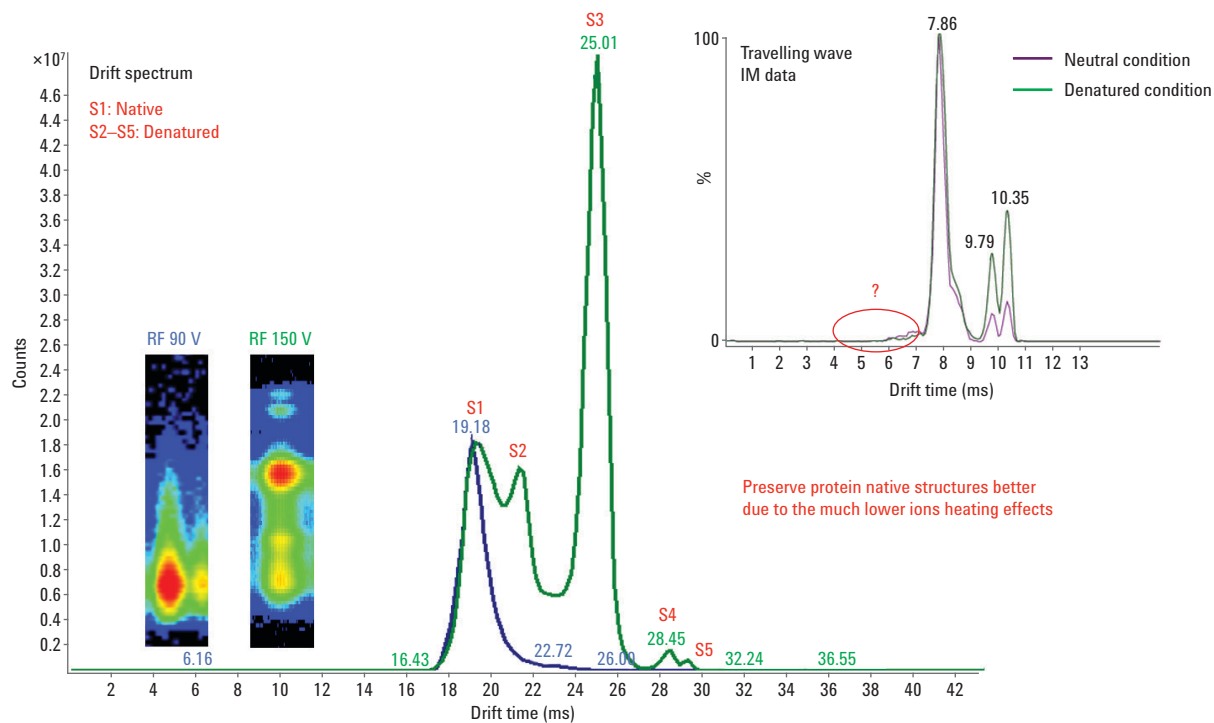 ×10⁷
Drift spectrum
S1: Native
S2–S5: Denatured
4.6
4.4
4.2
4.0
3.8
3.6
3.4
3.2
3.0
2.8
2.6
2.4
2.2
2.0
1.8
1.6
1.4
1.2
1.0
0.8
0.6
0.4
0.2
Counts
RF 90 V
RF 150 V
S1
19.18
S2
S3
25.01
S4
28.45
S5
6.16
16.43
22.72
26.00
32.24
36.55
2 4 6 8 10 12 14 16 18 20 22 24 26 28 30 32 34 36 38 40 42
Drift time (ms)
Travelling wave
IM data
100
%
0
7.86
9.79
10.35
?
1 2 3 4 5 6 7 8 9 10 11 12 13
Drift time (ms)
Neutral condition
Denatured condition
Preserve protein native structures better
due to the much lower ions heating effects